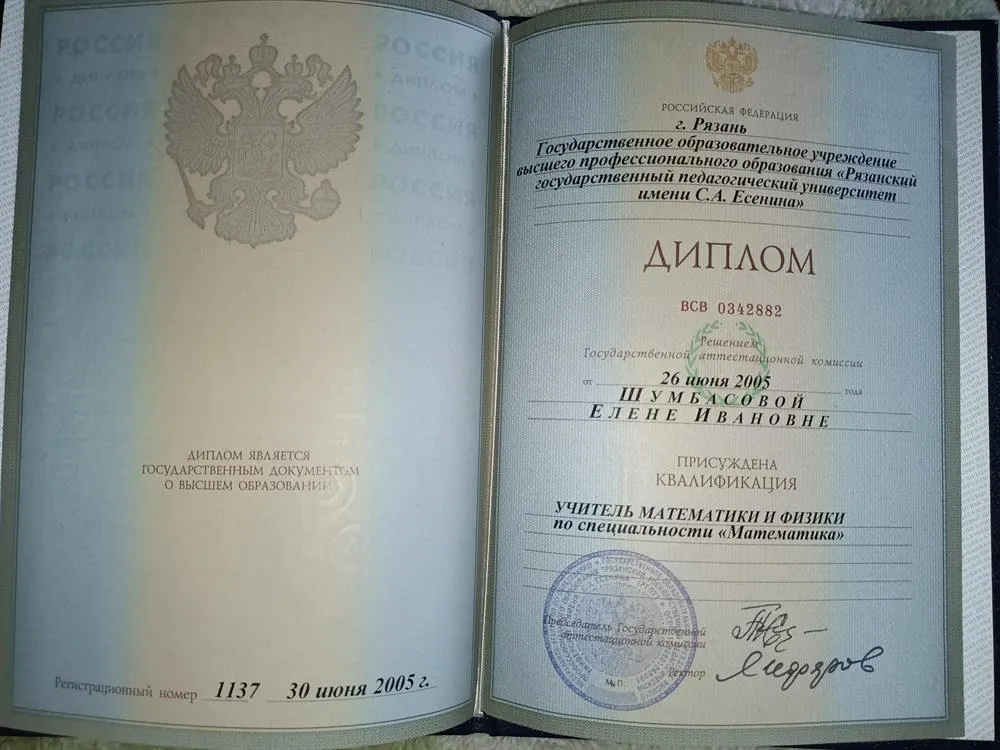 ДИПЛОМ ЯВЛЯЕТСЯ
ГОСУДАРСТВЕННЫМ ДОКУМЕНТОМ
О ВЫСШЕМ ОБРАЗОВАНИИ
Регистрационный номер 1137 30 июня 2005 г.
РОССИЙСКАЯ ФЕДЕРАЦИЯ
г. Рязань
Государственное образовательное учреждение
высшего профессионального образования «Рязанский
государственный педагогический университет
имени С.А. Есенина»
ДИПЛОМ
ВСВ 0342882
Решением
Государственной аттестационной комиссии
от 26 июня 2005 года
ШУМБАСОВОЙ
ЕЛЕНЕ ИВАНОВНЕ
ПРИСУЖДЕНА
КВАЛИФИКАЦИЯ
УЧИТЕЛЬ МАТЕМАТИКИ И ФИЗИКИ
по специальности «Математика»
Председатель Государственной
аттестационной комиссии
Ректор
М.П.